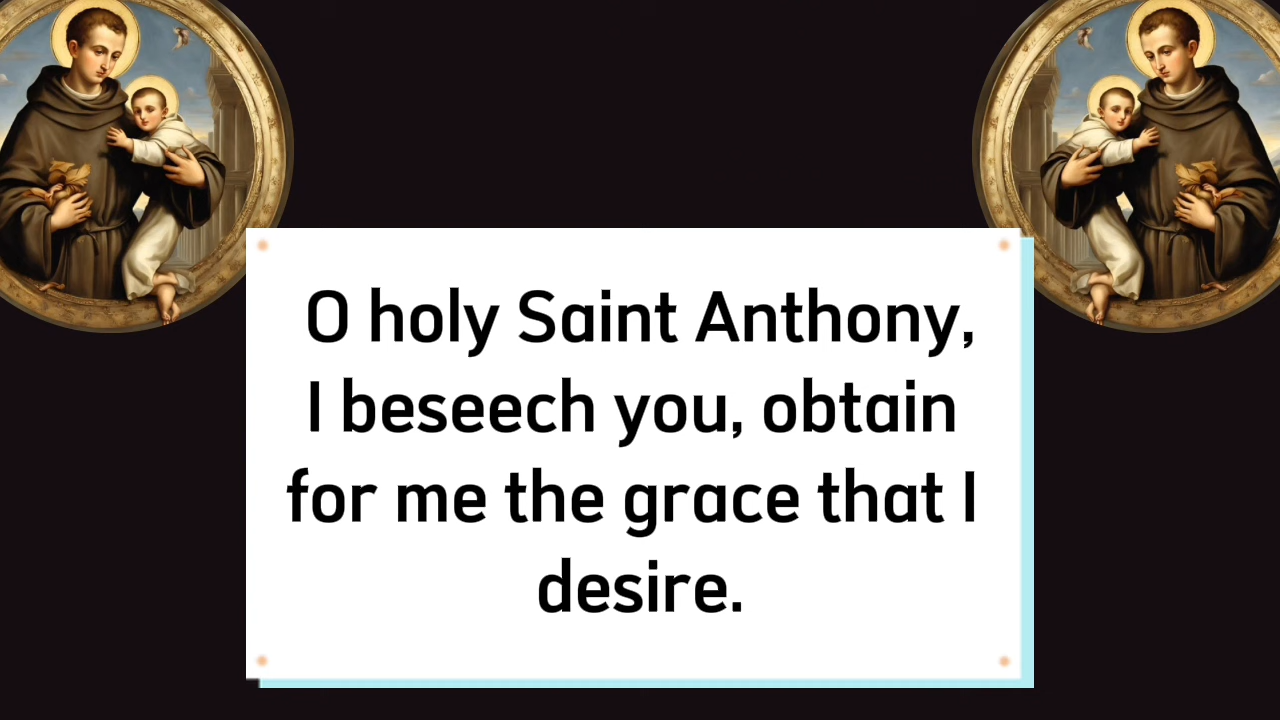 O holy Saint Anthony,
I beseech you, obtain
for me the grace that I
desire.